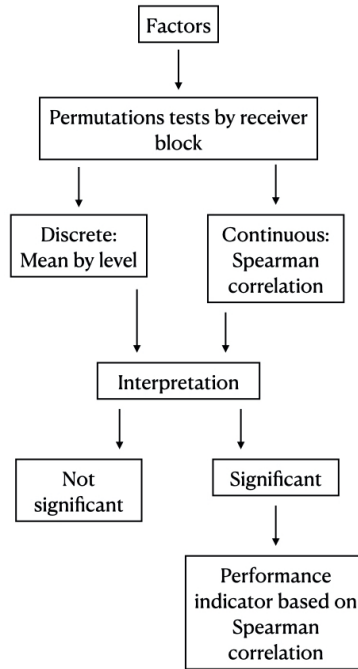 Factors
Permutations tests by receiver
block
Discrete:
Mean by level
Continuous:
Spearman
correlation
Interpretation
Not
significant
Significant
Performance
indicator based on
Spearman
correlation